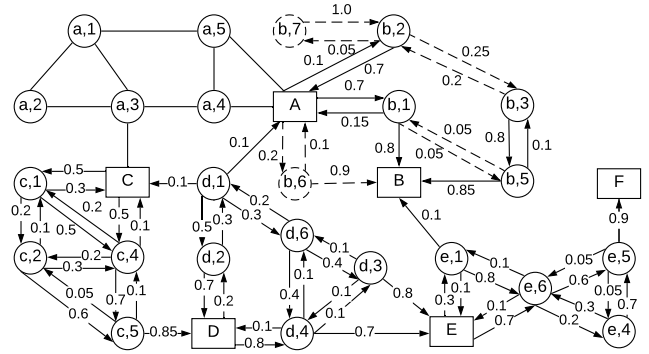 1.0
a,1
a,5
b,7
b,2
0.05
0.25
0.1
0.7
0.2
0.7
a,2
a,3
a,4
A
b,1
b,3
0.15
0.05
0.8
0.1
0.1
0.2
0.1
0.8
0.05
0.5
c,1
0.3
C
0.1
d,1
b,6
0.9
B
0.85
b,5
F
0.2
0.2
0.5
0.1
0.2
0.1
0.5
0.5
0.3
0.3
0.1
0.9
d,6
0.1
c,2
0.2
c,4
d,2
0.4
d,3
e,1
0.1
0.05
e,5
0.3
0.1
0.8
0.6
0.05
0.7
0.1
0.7
0.2
0.05
0.4
0.1
0.8
0.1
e,6
0.3
0.1
0.3
0.7
0.6
0.1
0.1
0.2
c,5
0.85
D
0.1
d,4
0.7
E
0.7
e,4
0.8